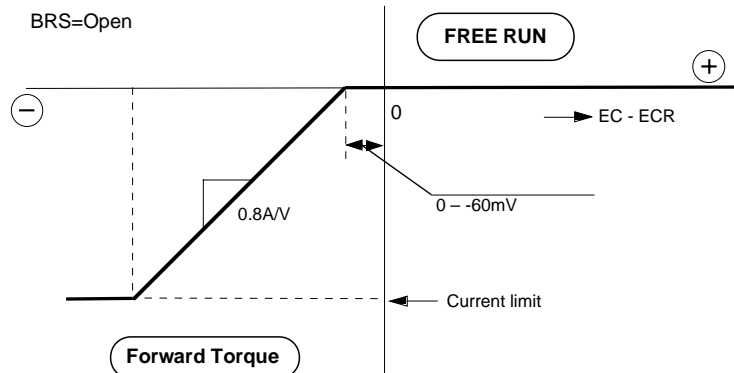 BRS=Open
FREE RUN
+
−
0
EC - ECR
0.8A/V
0 – -60mV
Current limit
Forward Torque